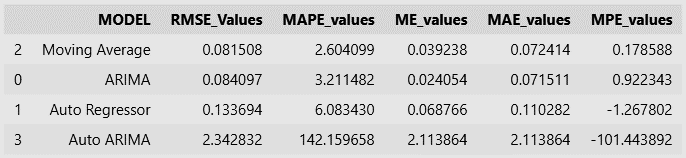 MODEL RMSE_Values MAPE_values ME_values MAE_values MPE_values
2 Moving Average 0.081508 2.604099 0.039238 0.072414 0.178588
0 ARIMA 0.084097 3.211482 0.024054 0.071511 0.922343
1 Auto Regressor 0.133694 6.083430 0.068766 0.110282 -1.267802
3 Auto ARIMA 2.342832 142.159658 2.113864 2.113864 -101.443892